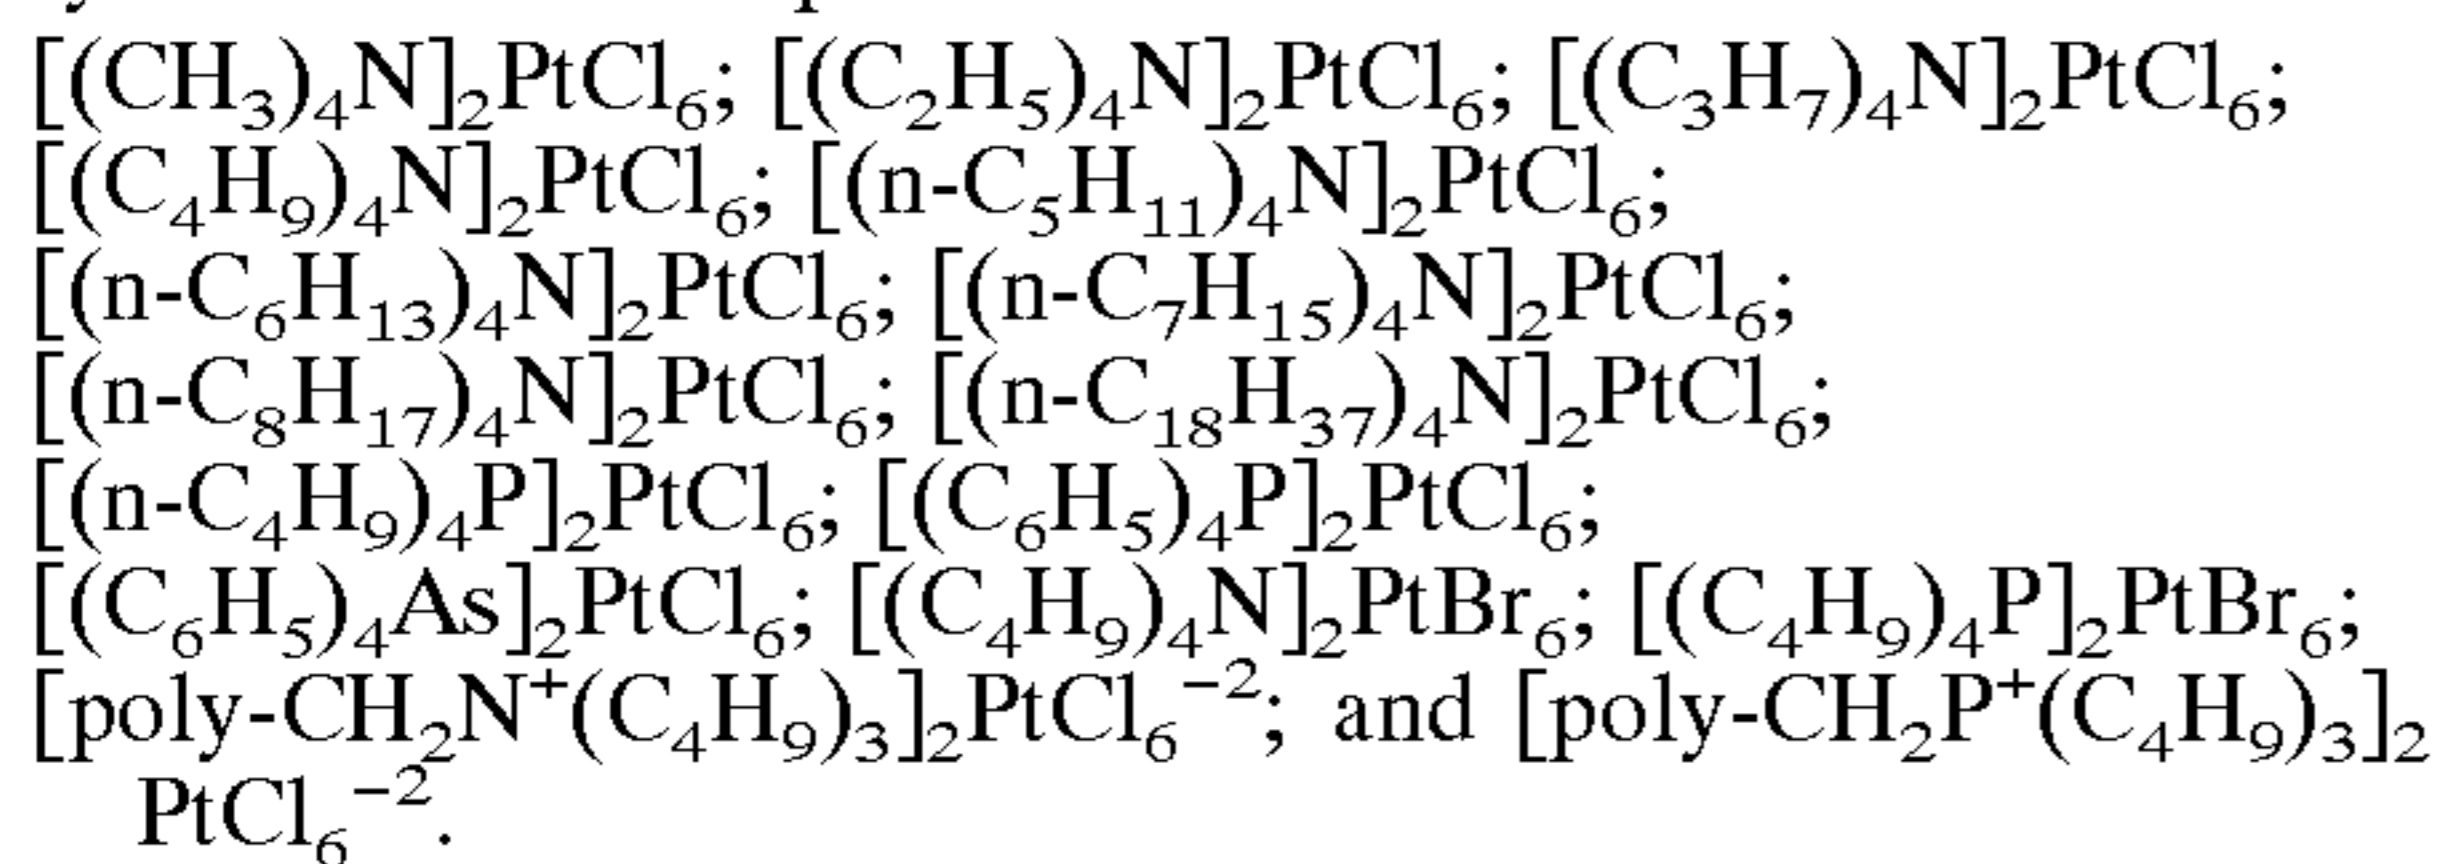 [(CH₃)₄N]₂PtCl₆; [(C₂H₅)₄N]₂PtCl₆; [(C₃H₇)₄N]₂PtCl₆;
[(C₄H₉)₄N]₂PtCl₆; [(n-C₅H₁₁)₄N]₂PtCl₆;
[(n-C₆H₁₃)₄N]₂PtCl₆; [(n-C₇H₁₅)₄N]₂PtCl₆;
[(n-C₈H₁₇)₄N]₂PtCl₆; [(n-C₁₈H₃₇)₄N]₂PtCl₆;
[(n-C₄H₉)₄P]₂PtCl₆; [(C₆H₅)₄P]₂PtCl₆;
[(C₆H₅)₄As]₂PtCl₆; [(C₄H₉)₄N]₂PtBr₆; [(C₄H₉)₄P]₂PtBr₆;
[poly-CH₂N⁺(C₄H₉)₃]₂PtCl₆⁻²; and [poly-CH₂P⁺(C₄H₉)₃]₂
PtCl₆⁻².